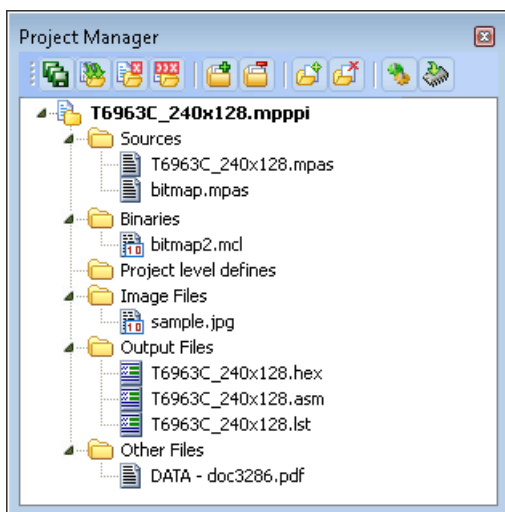 Project Manager
T6963C_240x128.mpppi
Sources
T6963C_240x128.mpas
bitmap.mpas
Binaries
bitmap2.mcl
Project level defines
Image Files
sample.jpg
Output Files
T6963C_240x128.hex
T6963C_240x128.asm
T6963C_240x128.lst
Other Files
DATA - doc3286.pdf